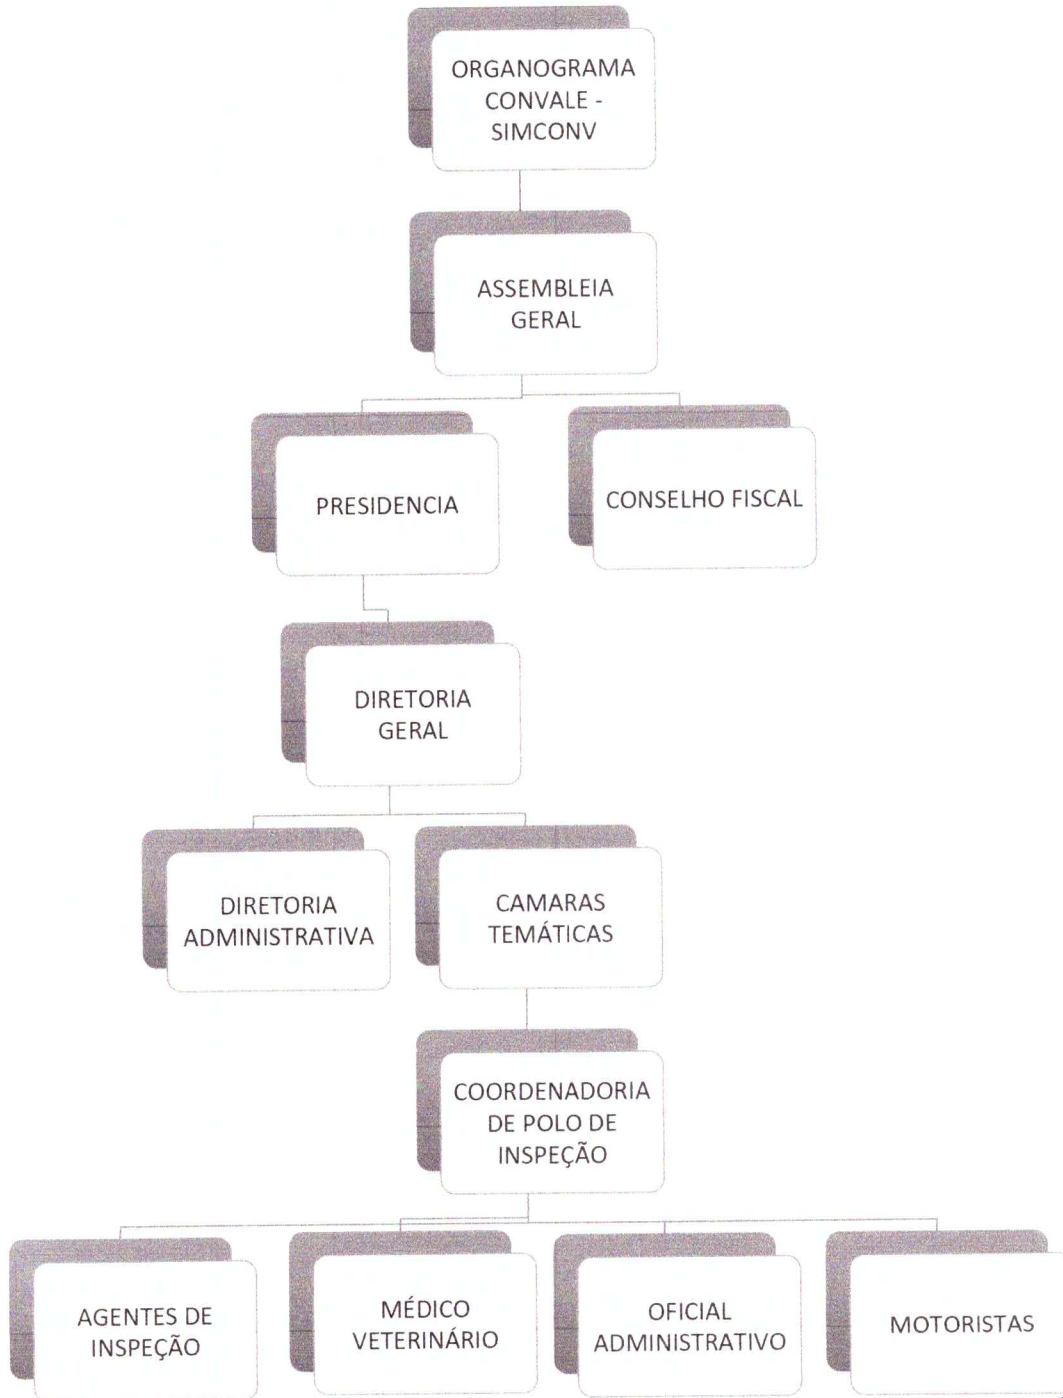 ORGANOGRAMA
CONVALE -
SIMCONV
ASSEMBLEIA
GERAL
PRESIDENCIA
CONSELHO FISCAL
DIRETORIA
GERAL
DIRETORIA
ADMINISTRATIVA
CAMARAS
TEMÁTICAS
COORDENADORIA
DE POLO DE
INSPEÇÃO
AGENTES DE
INSPEÇÃO
MÉDICO
VETERINÁRIO
OFICIAL
ADMINISTRATIVO
MOTORISTAS